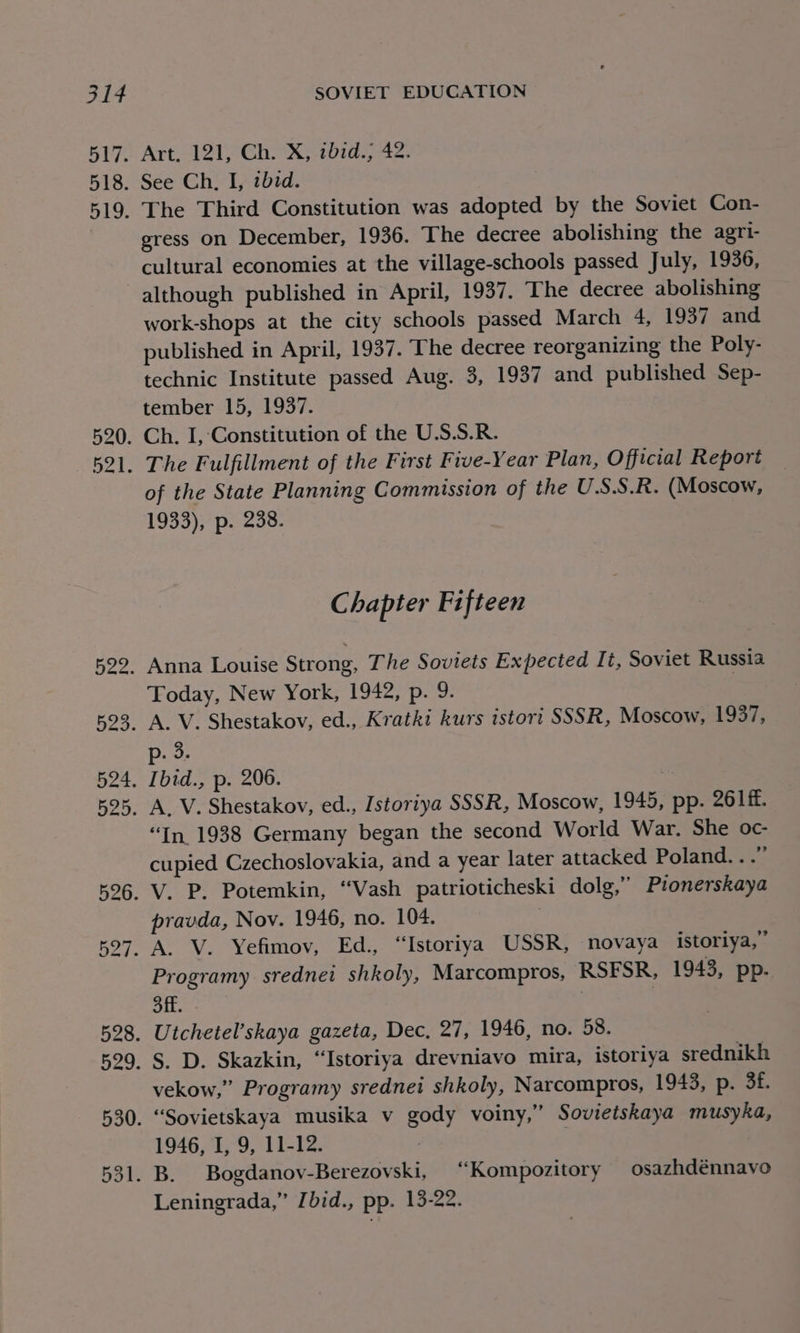 314 SOVIET EDUCATION
517. Art. 121, Ch. X, ibid., 42.
518. See Ch. I, ibid.
519. The Third Constitution was adopted by the Soviet Con-
gress on December, 1936. The decree abolishing the agri-
cultural economies at the village-schools passed July, 1936,
although published in April, 1937. The decree abolishing
work-shops at the city schools passed March 4, 1937 and
published in April, 1937. The decree reorganizing the Poly-
technic Institute passed Aug. 3, 1937 and published Sep-
tember 15, 1937.
520. Ch. I, Constitution of the U.S.S.R.
521. The Fulfillment of the First Five-Year Plan, Official Report
of the State Planning Commission of the U.S.S.R. (Moscow,
1933), p. 238.
Chapter Fifteen
522. Anna Louise Strong, The Soviets Expected It, Soviet Russia
Today, New York, 1942, p. 9.
523. A. V. Shestakov, ed., Kratki kurs istori SSSR, Moscow, 1937,
p. 3.
524. Ibid., p. 206.
525. A. V. Shestakov, ed., Istoriya SSSR, Moscow, 1945, pp. 261ff.
“In 1938 Germany began the second World War. She oc-
cupied Czechoslovakia, and a year later attacked Poland. . .”
526. V. P. Potemkin, “Vash patrioticheski dolg,” Pionerskaya
pravda, Nov. 1946, no. 104.
527. A. V. Yefimov, Ed., “Istoriya USSR, novaya istoriya,”
Programy srednei shkoly, Marcompros, RSFSR, 1943, pp.
3ff.
528. Utchetel’skaya gazeta, Dec. 27, 1946, no. 58.
529. S. D. Skazkin, “Istoriya drevniavo mira, istoriya srednikh
vekow,” Programy srednei shkoly, Narcompros, 1943, p. 3f.
530. “Sovietskaya musika v gody voiny,” Sovietskaya musyka,
1946, I, 9, 11-12.
531. B. Bogdanov-Berezovski, “Kompozitory osazhdënnavo
Leningrada,” Ibid., pp. 13-22.